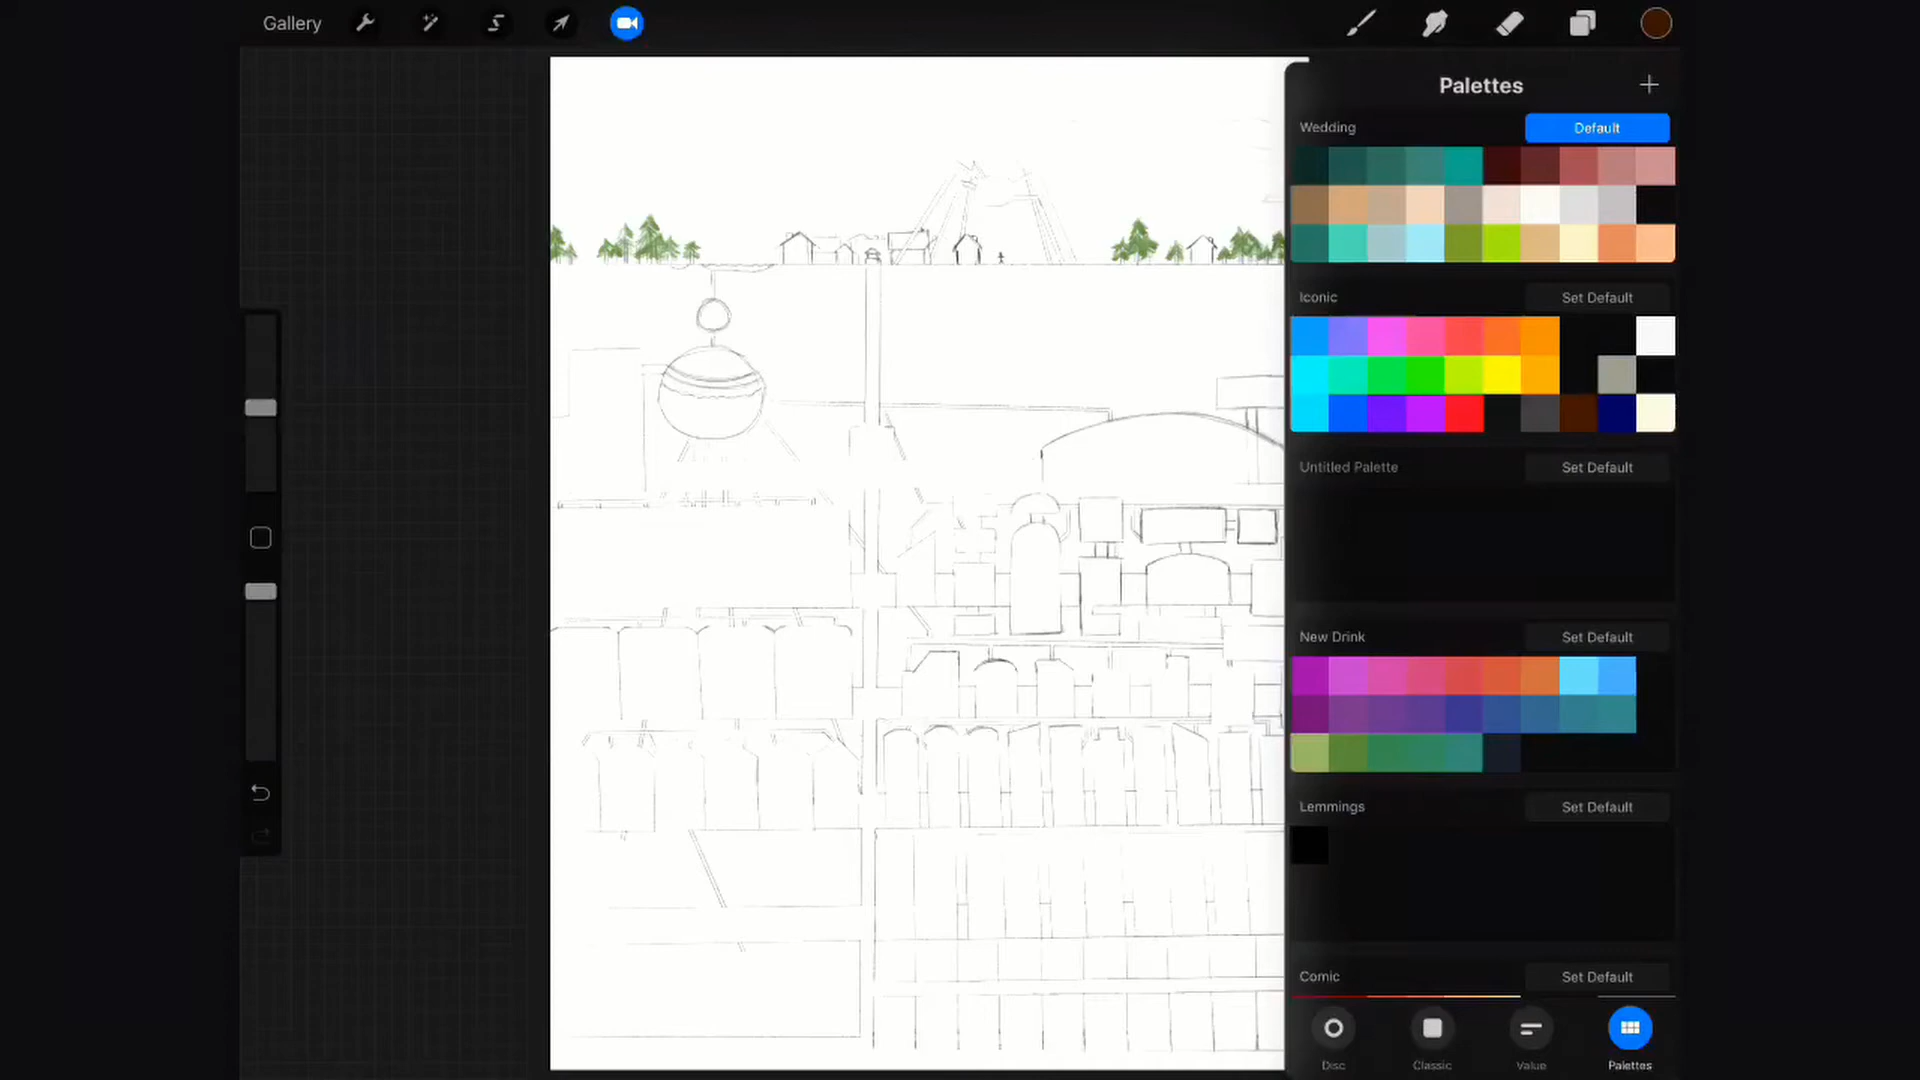 Gallery
Palettes
Wedding
Default
Iconic
Set Default
Untitled Palette
Set Default
New Drink
Set Default
Lemmings
Set Default
Comic
Set Default
Disc
Classic
Value
Palettes